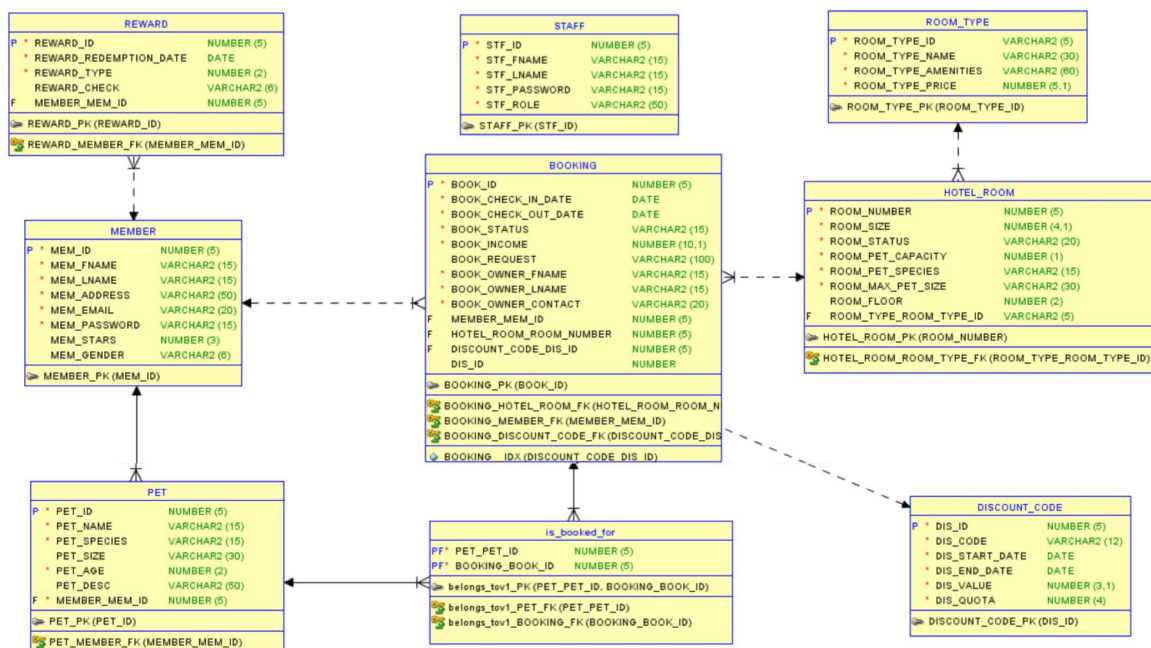 REWARD
P * REWARD_ID NUMBER (5)
* REWARD_REDEMPTION_DATE DATE
* REWARD_TYPE NUMBER (2)
REWARD_CHECK VARCHAR2 (6)
F MEMBER_MEM_ID NUMBER (5)
REWARD_PK (REWARD_ID)
REWARD_MEMBER_FK (MEMBER_MEM_ID)
STAFF
P * STF_ID NUMBER (5)
* STF_FNAME VARCHAR2 (15)
* STF_LNAME VARCHAR2 (15)
* STF_PASSWORD VARCHAR2 (15)
* STF_ROLE VARCHAR2 (50)
STAFF_PK (STF_ID)
ROOM_TYPE
P * ROOM_TYPE_ID VARCHAR2 (5)
* ROOM_TYPE_NAME VARCHAR2 (30)
* ROOM_TYPE_AMENITIES VARCHAR2 (60)
* ROOM_TYPE_PRICE NUMBER (5,1)
ROOM_TYPE_PK (ROOM_TYPE_ID)
MEMBER
P * MEM_ID NUMBER (5)
* MEM_FNAME VARCHAR2 (15)
* MEM_LNAME VARCHAR2 (15)
* MEM_ADDRESS VARCHAR2 (50)
* MEM_EMAIL VARCHAR2 (20)
* MEM_PASSWORD VARCHAR2 (15)
MEM_STARS NUMBER (3)
MEM_GENDER VARCHAR2 (6)
MEMBER_PK (MEM_ID)
BOOKING
P * BOOK_ID NUMBER (5)
* BOOK_CHECK_IN_DATE DATE
* BOOK_CHECK_OUT_DATE DATE
* BOOK_STATUS VARCHAR2 (15)
* BOOK_INCOME NUMBER (10,1)
BOOK_REQUEST VARCHAR2 (100)
* BOOK_OWNER_FNAME VARCHAR2 (15)
* BOOK_OWNER_LNAME VARCHAR2 (15)
* BOOK_OWNER_CONTACT VARCHAR2 (20)
F MEMBER_MEM_ID NUMBER (5)
F HOTEL_ROOM_ROOM_NUMBER NUMBER (5)
F DISCOUNT_CODE_DIS_ID NUMBER (5)
DIS_ID NUMBER
BOOKING_PK (BOOK_ID)
BOOKING_HOTEL_ROOM_FK (HOTEL_ROOM_ROOM_N
BOOKING_MEMBER_FK (MEMBER_MEM_ID)
BOOKING_DISCOUNT_CODE_FK (DISCOUNT_CODE_DIS
BOOKING__IDX (DISCOUNT_CODE_DIS_ID)
HOTEL_ROOM
P * ROOM_NUMBER NUMBER (5)
* ROOM_SIZE NUMBER (4,1)
* ROOM_STATUS VARCHAR2 (20)
* ROOM_PET_CAPACITY NUMBER (1)
* ROOM_PET_SPECIES VARCHAR2 (15)
* ROOM_MAX_PET_SIZE VARCHAR2 (30)
ROOM_FLOOR NUMBER (2)
F ROOM_TYPE_ROOM_TYPE_ID VARCHAR2 (5)
HOTEL_ROOM_PK (ROOM_NUMBER)
HOTEL_ROOM_ROOM_TYPE_FK (ROOM_TYPE_ROOM_TYPE_ID)
PET
P * PET_ID NUMBER (5)
* PET_NAME VARCHAR2 (15)
* PET_SPECIES VARCHAR2 (15)
PET_SIZE VARCHAR2 (30)
* PET_AGE NUMBER (2)
PET_DESC VARCHAR2 (50)
F * MEMBER_MEM_ID NUMBER (5)
PET_PK (PET_ID)
PET_MEMBER_FK (MEMBER_MEM_ID)
is_booked_for
PF* PET_PET_ID NUMBER (5)
PF* BOOKING_BOOK_ID NUMBER (5)
belongs_tov1_PK (PET_PET_ID, BOOKING_BOOK_ID)
belongs_tov1_PET_FK (PET_PET_ID)
belongs_tov1_BOOKING_FK (BOOKING_BOOK_ID)
DISCOUNT_CODE
P * DIS_ID NUMBER (5)
* DIS_CODE VARCHAR2 (12)
* DIS_START_DATE DATE
* DIS_END_DATE DATE
* DIS_VALUE NUMBER (3,1)
* DIS_QUOTA NUMBER (4)
DISCOUNT_CODE_PK (DIS_ID)